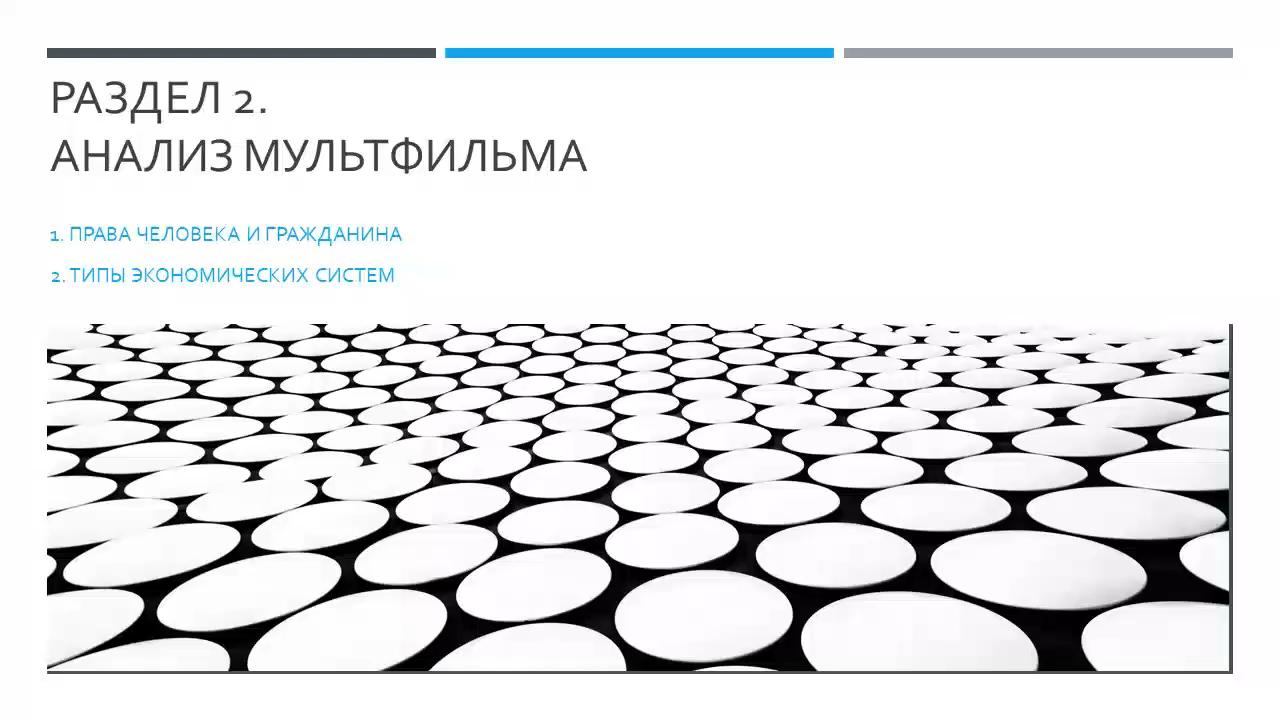 РАЗДЕЛ 2.
АНАЛИЗ МУЛЬТФИЛЬМА
1. ПРАВА ЧЕЛОВЕКА И ГРАЖДАНИНА
2. ТИПЫ ЭКОНОМИЧЕСКИХ СИСТЕМ